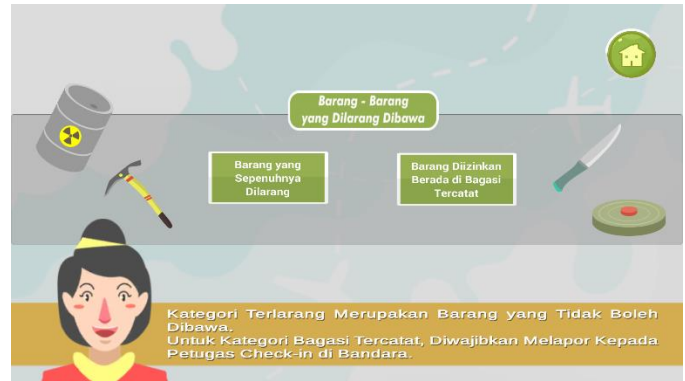 Barang - Barang
yang Dilarang Dibawa
Barang yang
Sepenuhnya
Dilarang
Barang Diizinkan
Berada di Bagasi
Tercatat
Kategori Terlarang Merupakan Barang yang Tidak Boleh
Dibawa.
Untuk Kategori Bagasi Tercatat, Diwajibkan Melapor Kepada
Petugas Check-in di Bandara.